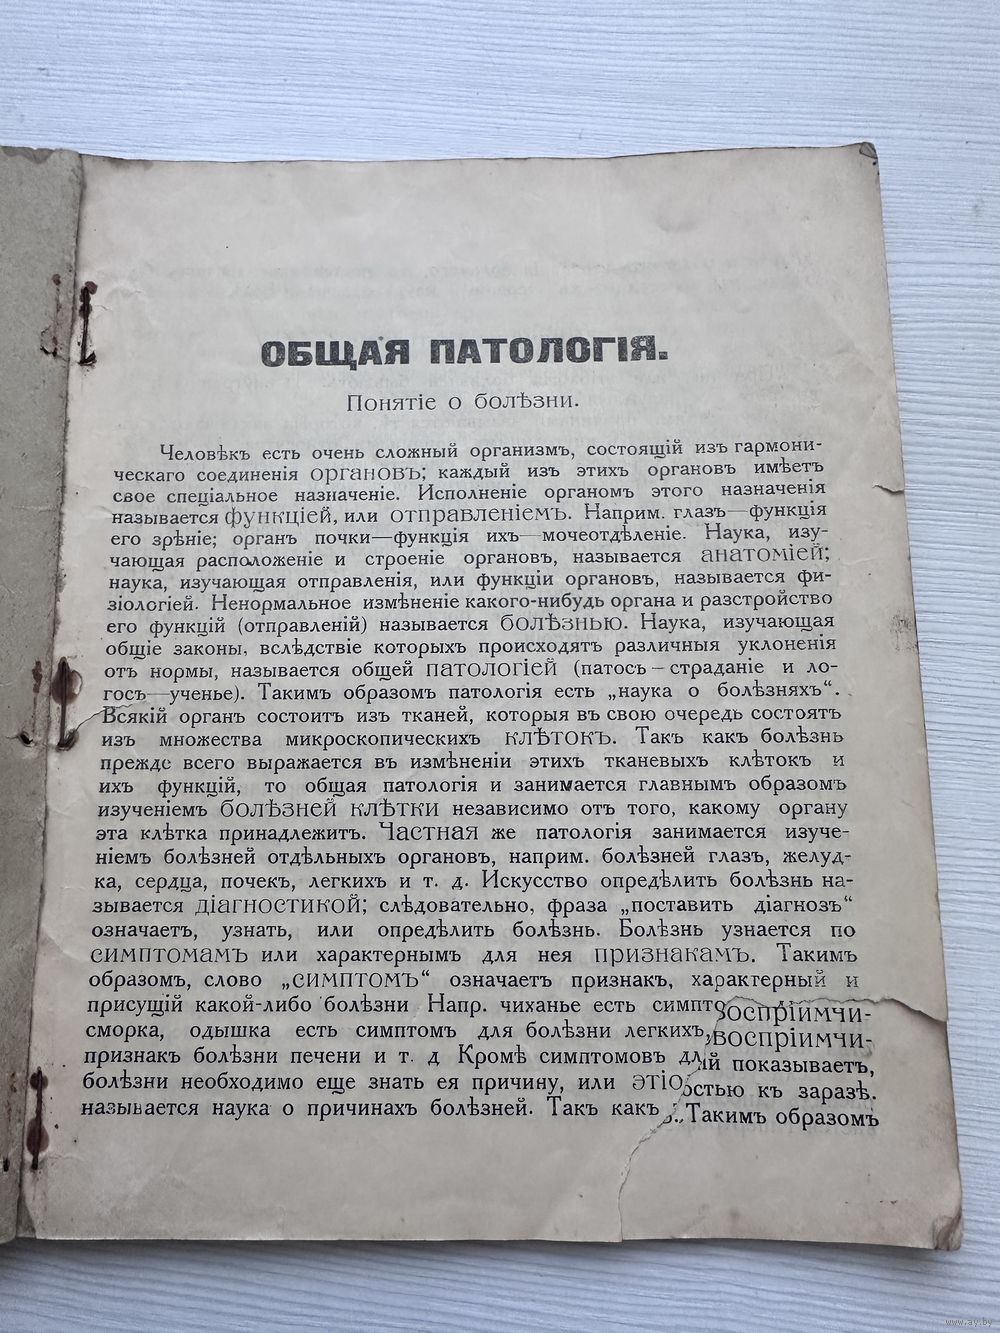 ОБЩАЯ ПАТОЛОГІЯ.
Понятіе о болѣзни.
Человѣкъ есть очень сложный организмъ, состоящій изъ гармони-
ческаго соединенія органовъ; каждый изъ этихъ органовъ имѣетъ
свое спеціальное назначеніе. Исполненіе органомъ этого назначенія
называется функціей, или отправленіемъ. Наприм. глазъ—функція
его зрѣніе; органъ почки—функція ихъ—мочеотдѣленіе. Наука, изу-
чающая расположеніе и строеніе органовъ, называется анатоміей;
наука, изучающая отправленія, или функціи органовъ, называется фи-
зіологіей. Ненормальное измѣненіе какого-нибудь органа и разстройство
его функцій (отправленій) называется болѣзнью. Наука, изучающая
общіе законы, вслѣдствіе которыхъ происходятъ различныя уклоненія
отъ нормы, называется общей патологіей (патосъ—страданіе и ло-
госъ—ученье). Такимъ образомъ патологія есть „наука о болѣзняхъ“.
Всякій органъ состоитъ изъ тканей, которыя въ свою очередь состоятъ
изъ множества микроскопическихъ клѣтокъ. Такъ какъ болѣзнь
прежде всего выражается въ измѣненіи этихъ тканевыхъ клѣтокъ и
ихъ функцій, то общая патологія и занимается главнымъ образомъ
изученіемъ болѣзней клѣтки независимо отъ того, какому органу
эта клѣтка принадлежитъ. Частная же патологія занимается изуче-
ніемъ болѣзней отдѣльныхъ органовъ, наприм. болѣзней глазъ, желуд-
ка, сердца, почекъ, легкихъ и т. д. Искусство опредѣлить болѣзнь на-
зывается діагностикой; слѣдовательно, фраза „поставить діагнозъ“
означаетъ, узнать, или опредѣлить болѣзнь. Болѣзнь узнается по
симптомамъ или характернымъ для нея признакамъ. Такимъ
образомъ, слово „симптомъ“ означаетъ признакъ, характерный и
присущій какой-либо болѣзни Напр. чиханье есть воспріимчи-
сморка, одышка есть симптомъ для болѣзни легкихъ, воспріимчи-
признакъ болѣзни печени и т. д Кромѣ симптомовъ показываетъ,
болѣзни необходимо еще знать ея причину, или къ заразѣ.
называется наука о причинахъ болѣзней. Такъ какъ Такимъ образомъ
www.ay.by